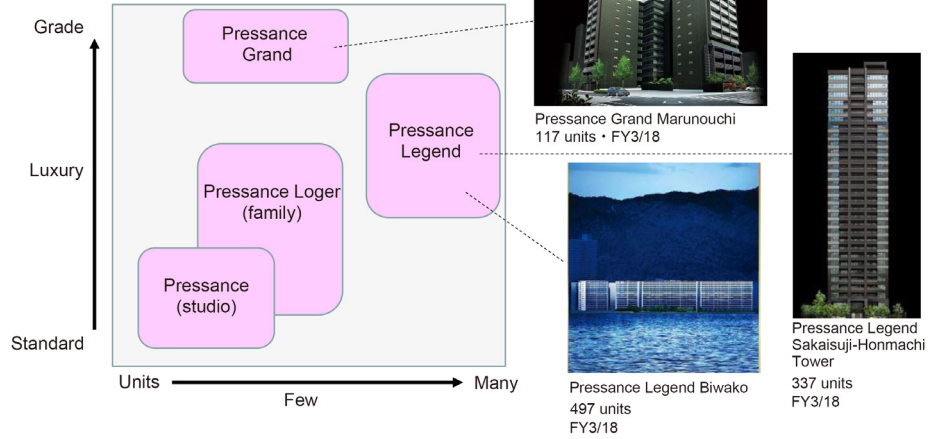 Grade
Luxury
Standard
Pressance
Grand
Pressance
Legend
Pressance Loger
(family)
Pressance
(studio)
Units
Few
Many
Pressance Grand Marunouchi
117 units・FY3/18
Pressance Legend Biwako
497 units
FY3/18
Pressance Legend
Sakaisuji-Honmachi
Tower
337 units
FY3/18